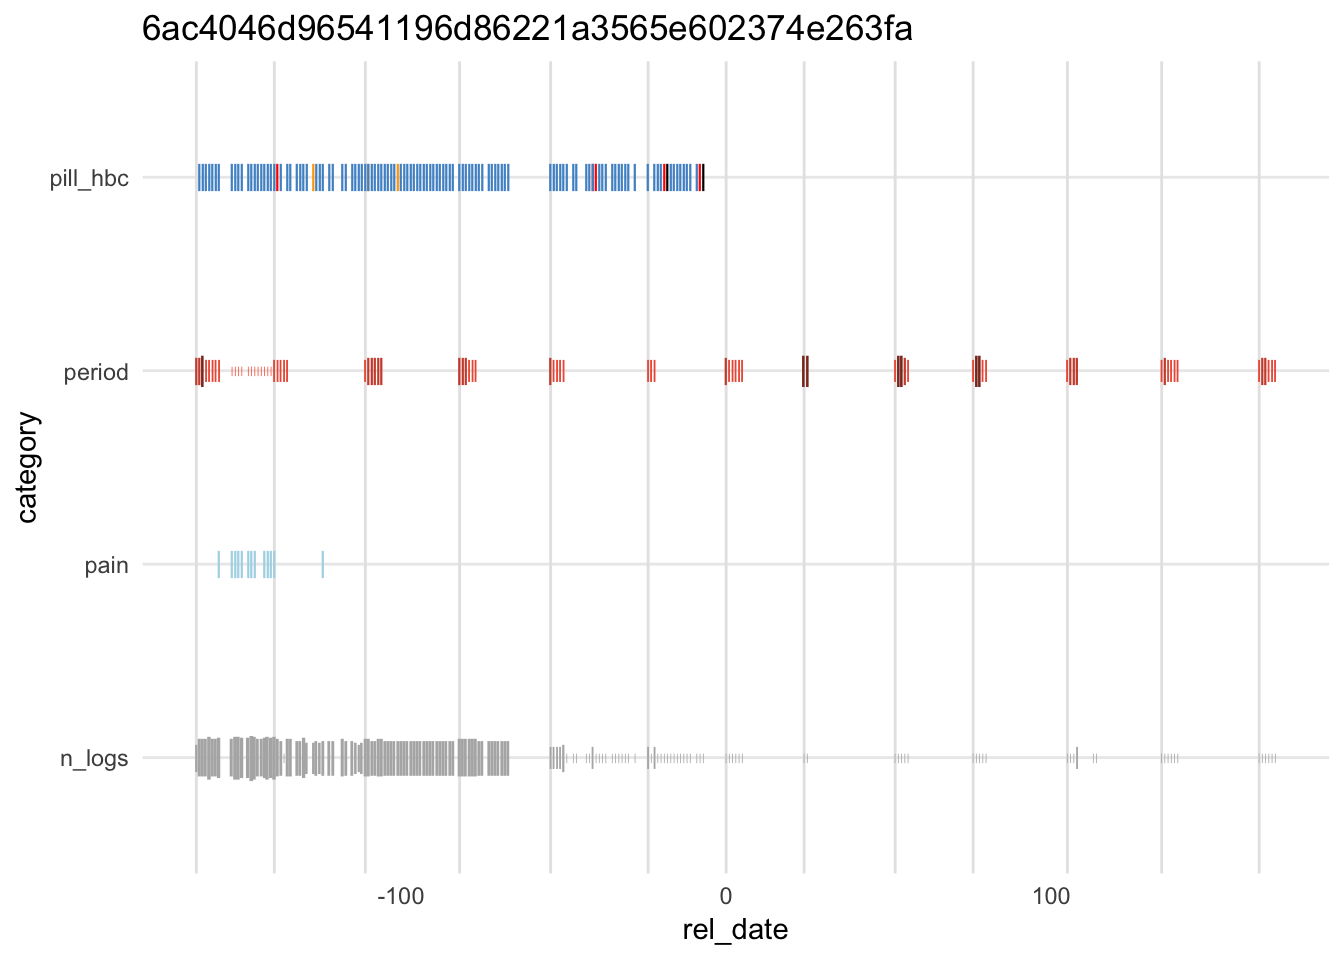 6ac4046d96541196d86221a3565e602374e263fa
pill_hbc
period
pain
n_logs
category
-100 0 100
rel_date